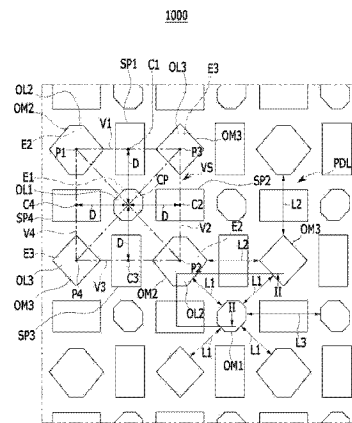 1000
SP1 C1 E3
OL2 OL3
OM2 V1
E2 OM3
P1 P3
D VS
E1 PDL
OL1 CP SP2
C4 C2 L2
SP4 D D
V4 V2
E2 OM3
E3 D L2
OL3 P2 L1 L1
OM3 C3 II
P4 OM2 II
V3 OL2 L3
SP3 L1 L1
OM1